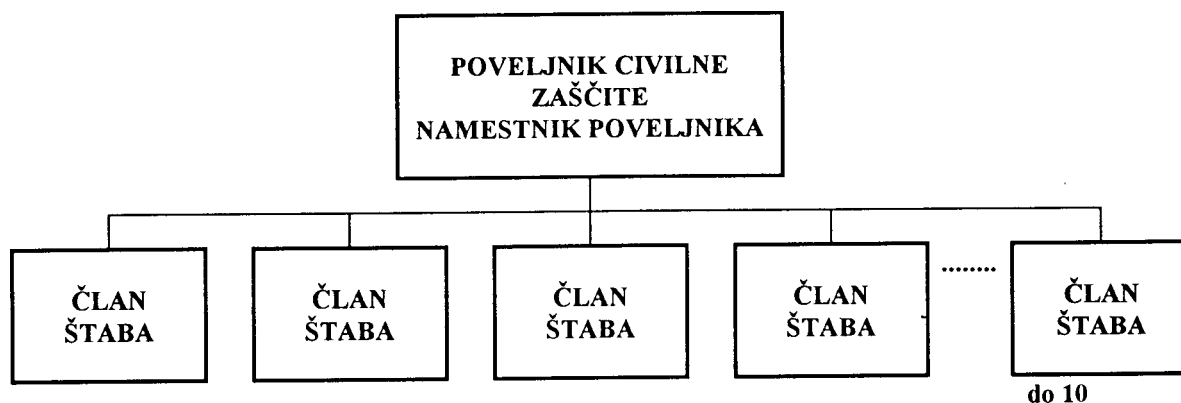 POVELJNIK CIVILNE
ZAŠČITE
NAMESTNIK POVELJNIKA
ČLAN
ŠTABA
ČLAN
ŠTABA
ČLAN
ŠTABA
ČLAN
ŠTABA
.........
ČLAN
ŠTABA
do 10